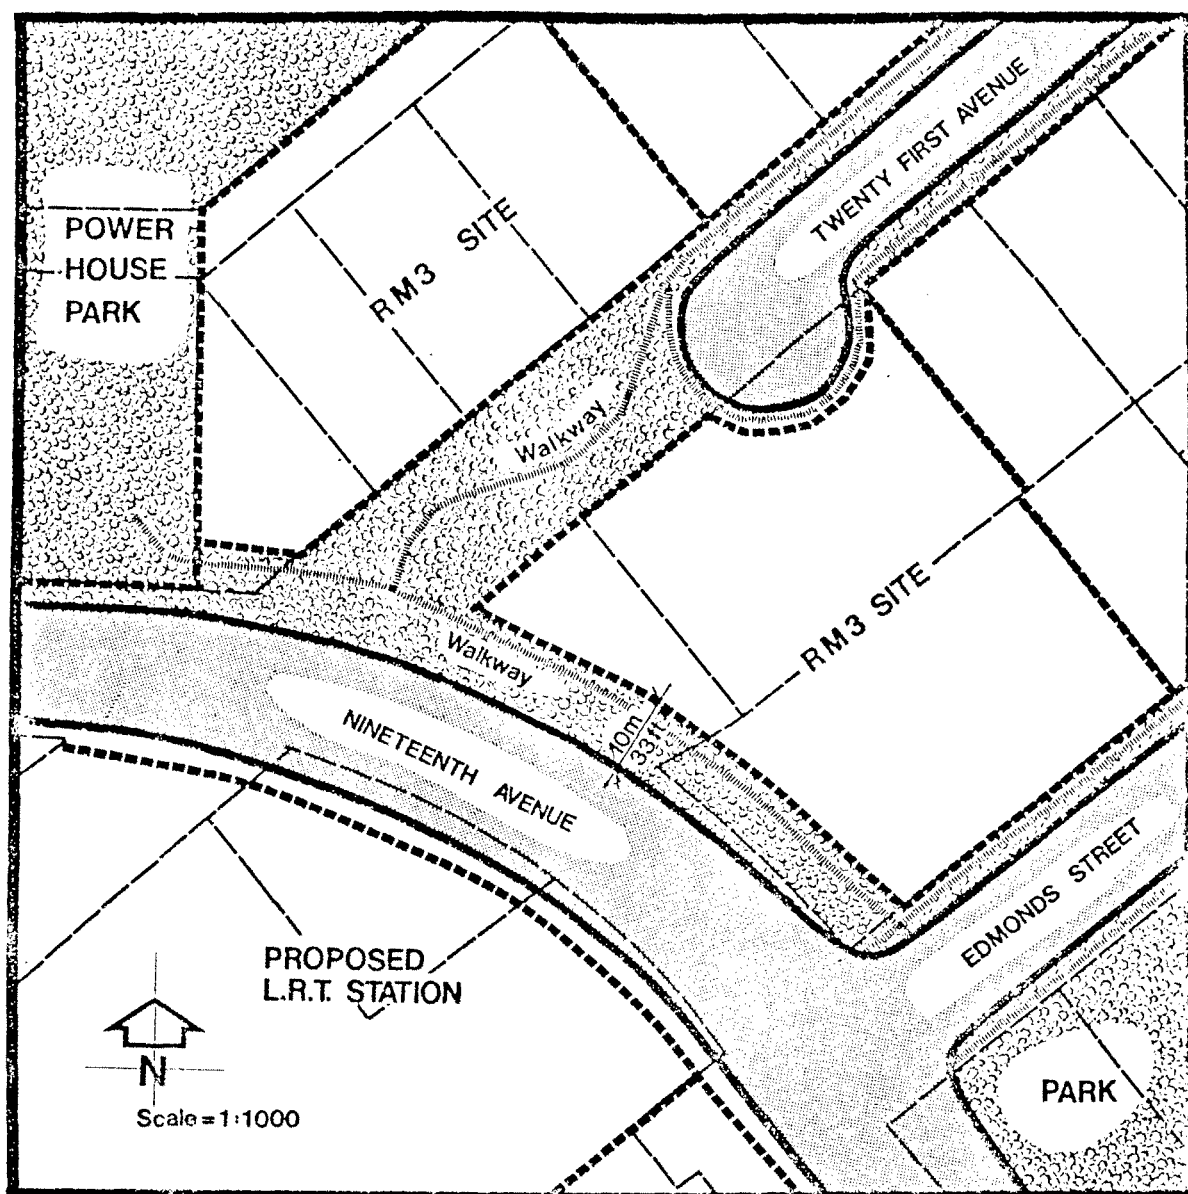 TWENTY FIRST AVENUE
POWER
HOUSE
PARK
RM3 SITE
Walkway
RM3 SITE
Walkway
10m
33ft
NINETEENTH AVENUE
EDMONDS STREET
PROPOSED
L.R.T. STATION
N
PARK
Scale = 1:1000